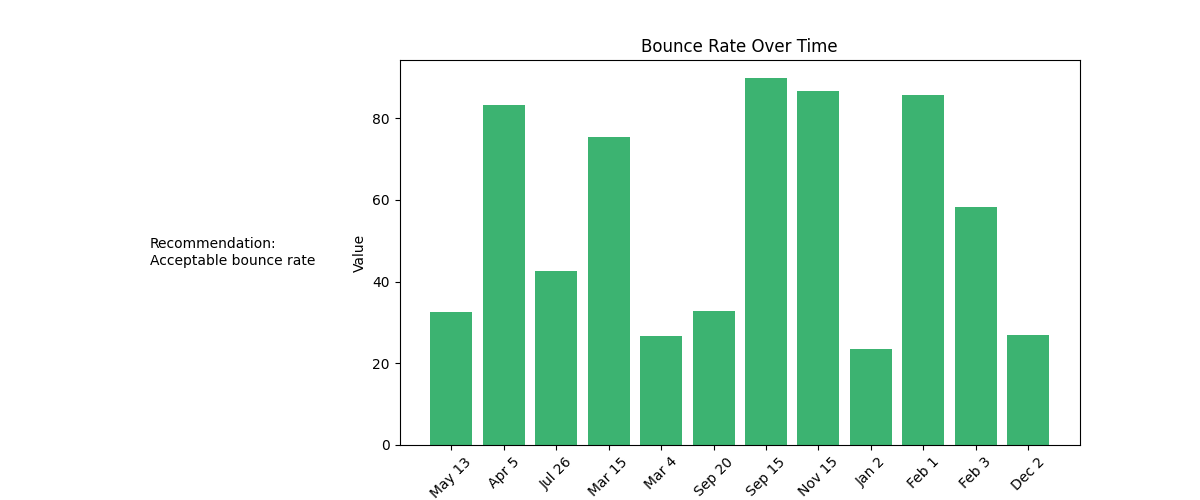 Bounce Rate Over Time
Recommendation:
Acceptable bounce rate
Value
80
60
40
20
0
May 13
Apr 5
Jul 26
Mar 15
Mar 4
Sep 20
Sep 15
Nov 15
Jan 2
Feb 1
Feb 3
Dec 2